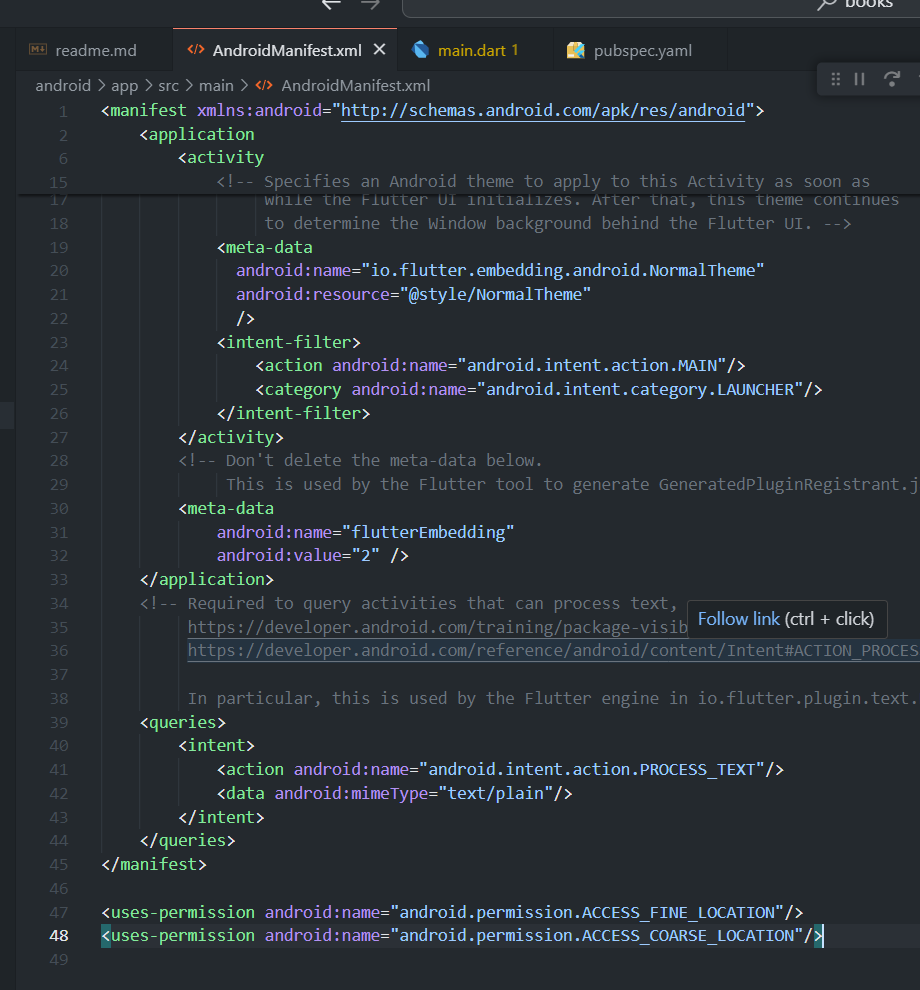 books
readme.md
AndroidManifest.xml
main.dart 1
pubspec.yaml
android > app > src > main > AndroidManifest.xml
1 <manifest xmlns:android="http://schemas.android.com/apk/res/android">
2 <application
6 <activity
15 <!-- Specifies an Android theme to apply to this Activity as soon as
17 while the Flutter UI initializes. After that, this theme continues
18 to determine the Window background behind the Flutter UI. -->
19 <meta-data
20 android:name="io.flutter.embedding.android.NormalTheme"
21 android:resource="@style/NormalTheme"
22 />
23 <intent-filter>
24 <action android:name="android.intent.action.MAIN"/>
25 <category android:name="android.intent.category.LAUNCHER"/>
26 </intent-filter>
27 </activity>
28 <!-- Don't delete the meta-data below.
29 This is used by the Flutter tool to generate GeneratedPluginRegistrant.j
30 <meta-data
31 android:name="flutterEmbedding"
32 android:value="2" />
33 </application>
34 <!-- Required to query activities that can process text,
35 https://developer.android.com/training/package-visib
Follow link (ctrl + click)
36 https://developer.android.com/reference/android/content/Intent#ACTION_PROCES
37
38 In particular, this is used by the Flutter engine in io.flutter.plugin.text.
39 <queries>
40 <intent>
41 <action android:name="android.intent.action.PROCESS_TEXT"/>
42 <data android:mimeType="text/plain"/>
43 </intent>
44 </queries>
45 </manifest>
46
47 <uses-permission android:name="android.permission.ACCESS_FINE_LOCATION"/>
48 <uses-permission android:name="android.permission.ACCESS_COARSE_LOCATION"/>
49